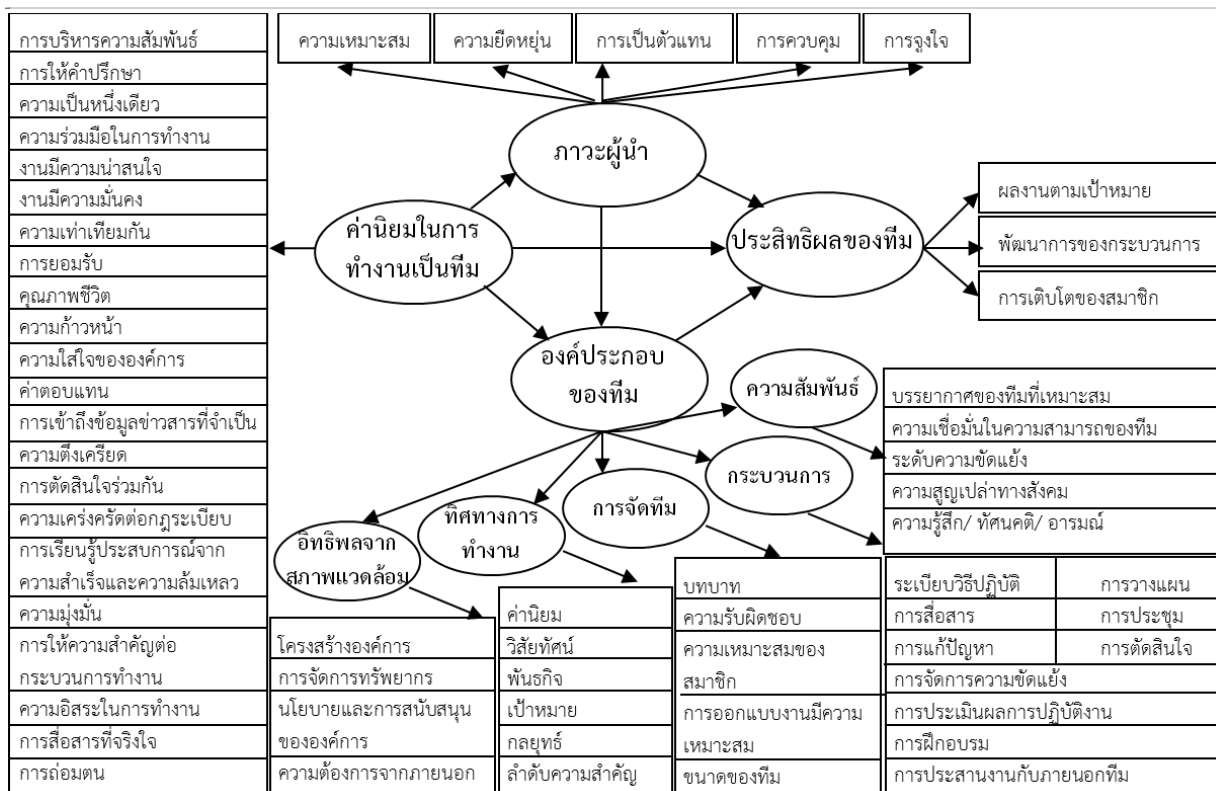 การบริหารความสัมพันธ์
การให้คำปรึกษา
ความเป็นหนึ่งเดียว
ความร่วมมือในการทำงาน
งานมีความน่าสนใจ
งานมีความมั่นคง
ความเท่าเทียมกัน
การยอมรับ
คุณภาพชีวิต
ความก้าวหน้า
ความใส่ใจขององค์การ
ค่าตอบแทน
การเข้าถึงข้อมูลข่าวสารที่จำเป็น
ความตึงเครียด
การตัดสินใจร่วมกัน
ความเคร่งครัดต่อกฎระเบียบ
การเรียนรู้ประสบการณ์จาก
ความสำเร็จและความล้มเหลว
ความมุ่งมั่น
การให้ความสำคัญต่อ
กระบวนการทำงาน
ความอิสระในการทำงาน
การสื่อสารที่จริงใจ
การถ่อมตน
ความเหมาะสม
ความยืดหยุ่น
การเป็นตัวแทน
การควบคุม
การจูงใจ
ภาวะผู้นำ
ค่านิยมในการ
ทำงานเป็นทีม
ประสิทธิผลของทีม
ผลงานตามเป้าหมาย
พัฒนาการของกระบวนการ
การเติบโตของสมาชิก
องค์ประกอบ
ของทีม
ความสัมพันธ์
กระบวนการ
การจัดทีม
ทิศทางการ
ทำงาน
อิทธิพลจาก
สภาพแวดล้อม
บรรยากาศของทีมที่เหมาะสม
ความเชื่อมั่นในความสามารถของทีม
ระดับความขัดแย้ง
ความสูญเปล่าทางสังคม
ความรู้สึก/ ทัศนคติ/ อารมณ์
โครงสร้างองค์การ
การจัดการทรัพยากร
นโยบายและการสนับสนุน
ขององค์การ
ความต้องการจากภายนอก
ค่านิยม
วิสัยทัศน์
พันธกิจ
เป้าหมาย
กลยุทธ์
ลำดับความสำคัญ
บทบาท
ความรับผิดชอบ
ความเหมาะสมของ
สมาชิก
การออกแบบงานมีความ
เหมาะสม
ขนาดของทีม
ระเบียบวิธีปฏิบัติ
การวางแผน
การสื่อสาร
การประชุม
การแก้ปัญหา
การตัดสินใจ
การจัดการความขัดแย้ง
การประเมินผลการปฏิบัติงาน
การฝึกอบรม
การประสานงานกับภายนอกทีม